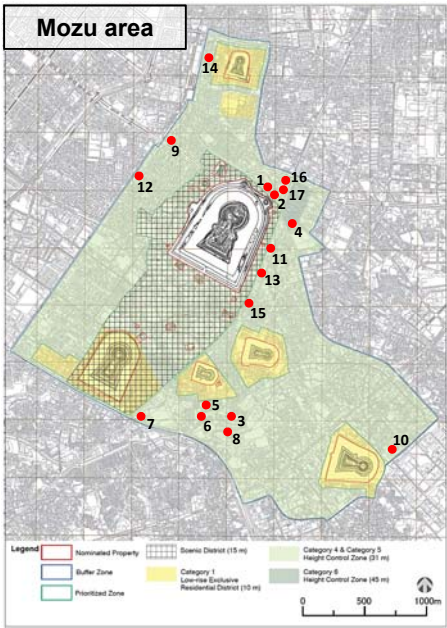 Mozu area
14
9
12
1
16
17
2
4
11
13
15
5
6
3
7
8
10
Legend
Nominated Property
Buffer Zone
Prioritized Zone
Scenic District (15 m)
Category 1
Low-rise Exclusive
Residential District (10 m)
Category 4 & Category 5
Height Control Zone (31 m)
Category 6
Height Control Zone (45 m)
0 500 1000m